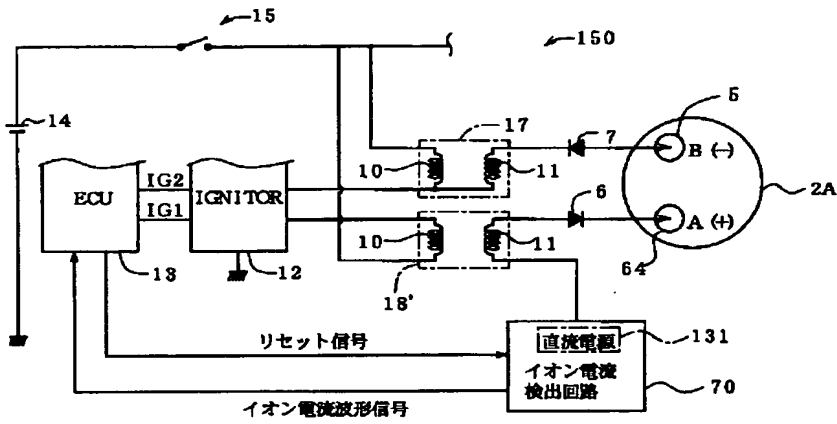 15
150
14
17
7
5
B (−)
10
11
ECU
IG2
IG1
IGNITOR
6
2A
A (+)
10
11
13
12
18'
64
リセット信号
直流電源
131
イオン電流
検出回路
70
イオン電流波形信号